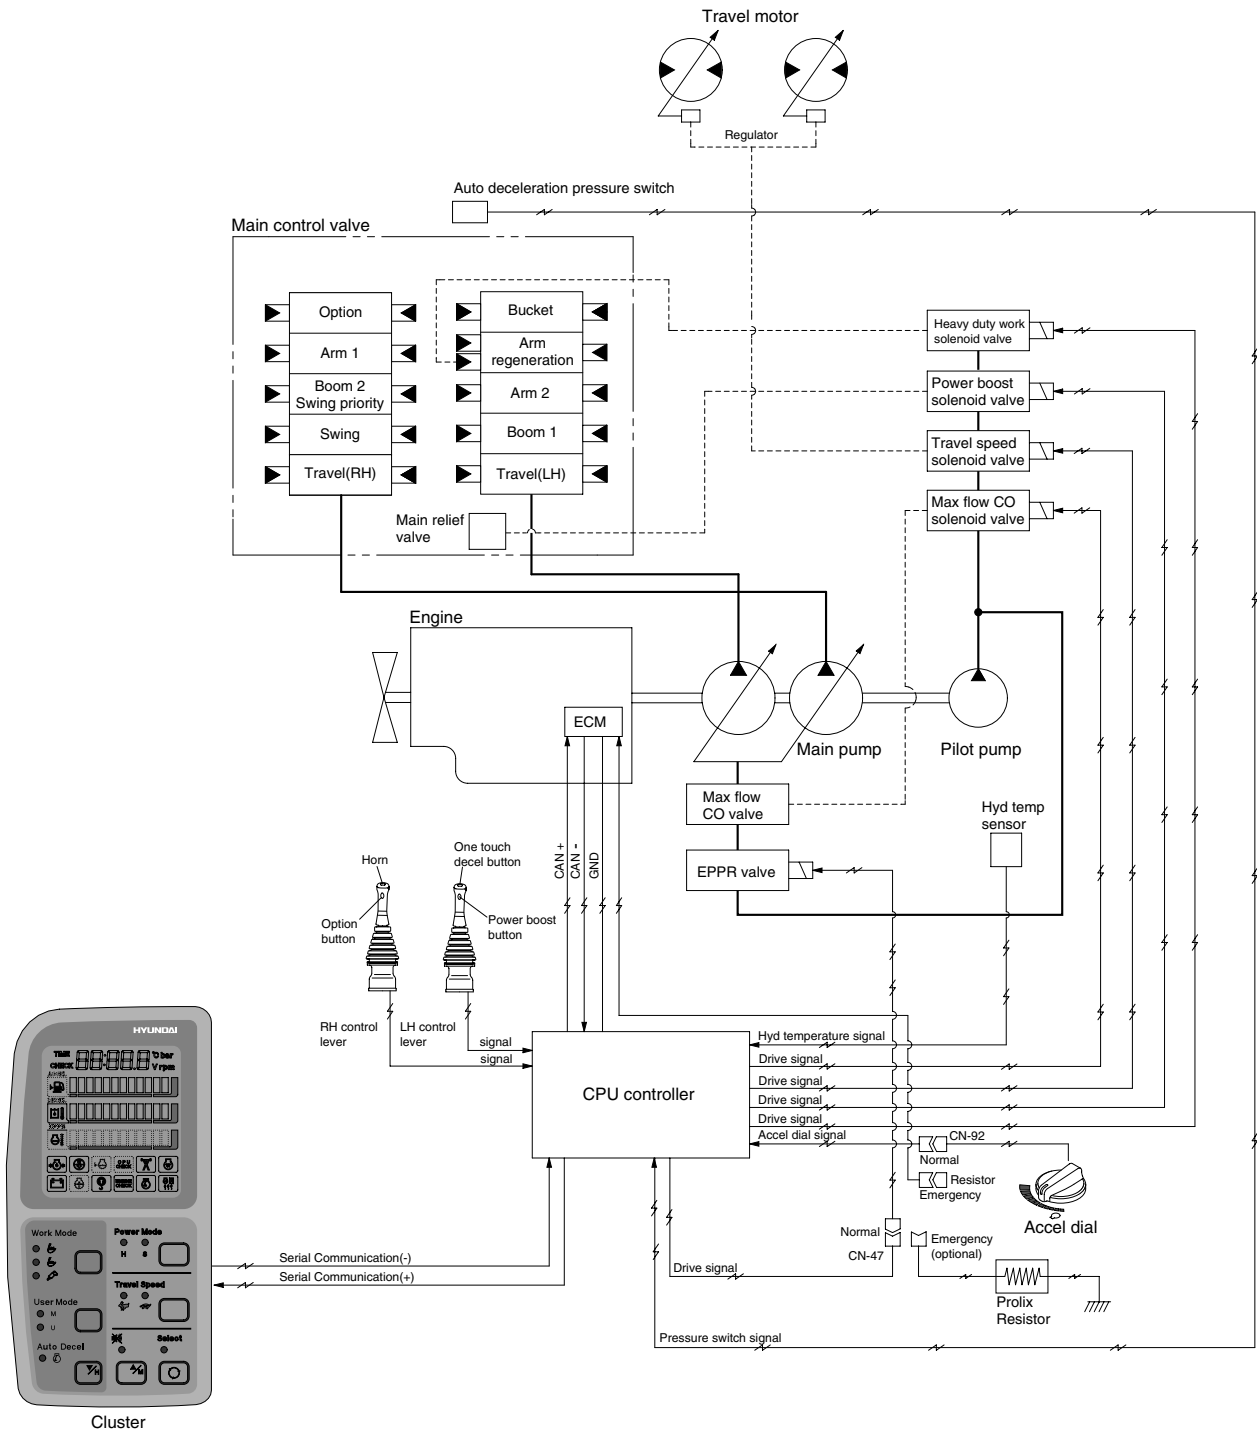 Travel motor
Regulator
Auto deceleration pressure switch
Main control valve
Option
Arm 1
Boom 2
Swing priority
Swing
Travel(RH)
Bucket
Arm
regeneration
Arm 2
Boom 1
Travel(LH)
Main relief
valve
Heavy duty work
solenoid valve
Power boost
solenoid valve
Travel speed
solenoid valve
Max flow CO
solenoid valve
Engine
ECM
Main pump
Pilot pump
Max flow
CO valve
EPPR valve
Hyd temp
sensor
CAN +
CAN -
GND
Horn
Option
button
One touch
decel button
Power boost
button
RH control
lever
LH control
lever
signal
signal
CPU controller
Hyd temperature signal
Drive signal
Drive signal
Drive signal
Drive signal
Accel dial signal
CN-92
Normal
Resistor
Emergency
Accel dial
Normal
CN-47
Emergency
(optional)
Drive signal
Prolix
Resistor
Pressure switch signal
Serial Communication(-)
Serial Communication(+)
HYUNDAI
TIME
CHECK
℃ bar
V rpm
CPU
CHECK
Work Mode
Power Mode
H S
Travel Speed
User Mode
M
U
Auto Decel
Select
▼/H
▲/M
Cluster